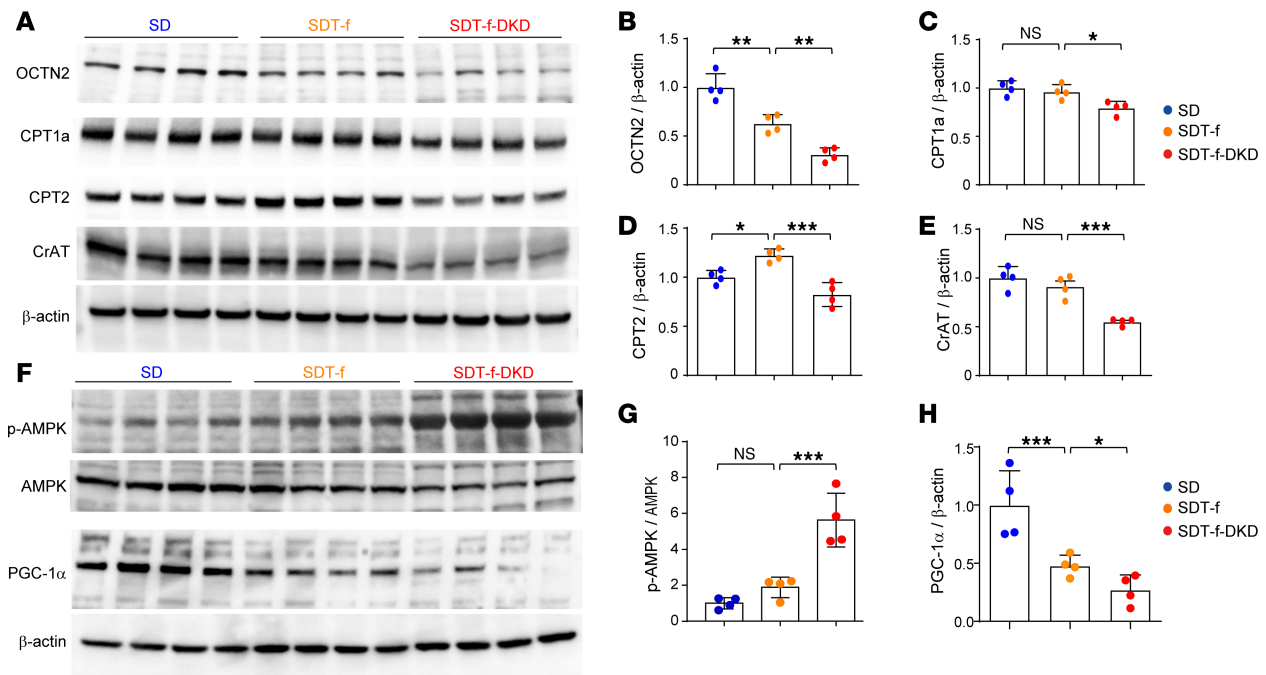 A
SD SDT-f SDT-f-DKD
OCTN2
CPT1a
CPT2
CrAT
β-actin
B
OCTN2 / β-actin
1.5
1.0
0.5
0
** **
C
CPT1a / β-actin
1.5
1.0
0.5
0
NS *
SD
SDT-f
SDT-f-DKD
D
CPT2 / β-actin
1.5
1.0
0.5
0
* ***
E
CrAT / β-actin
1.5
1.0
0.5
0
NS ***
F
SD SDT-f SDT-f-DKD
p-AMPK
AMPK
PGC-1α
β-actin
G
p-AMPK / AMPK
10
8
6
4
2
0
NS ***
H
PGC-1α / β-actin
1.5
1.0
0.5
0.0
*** *
SD
SDT-f
SDT-f-DKD